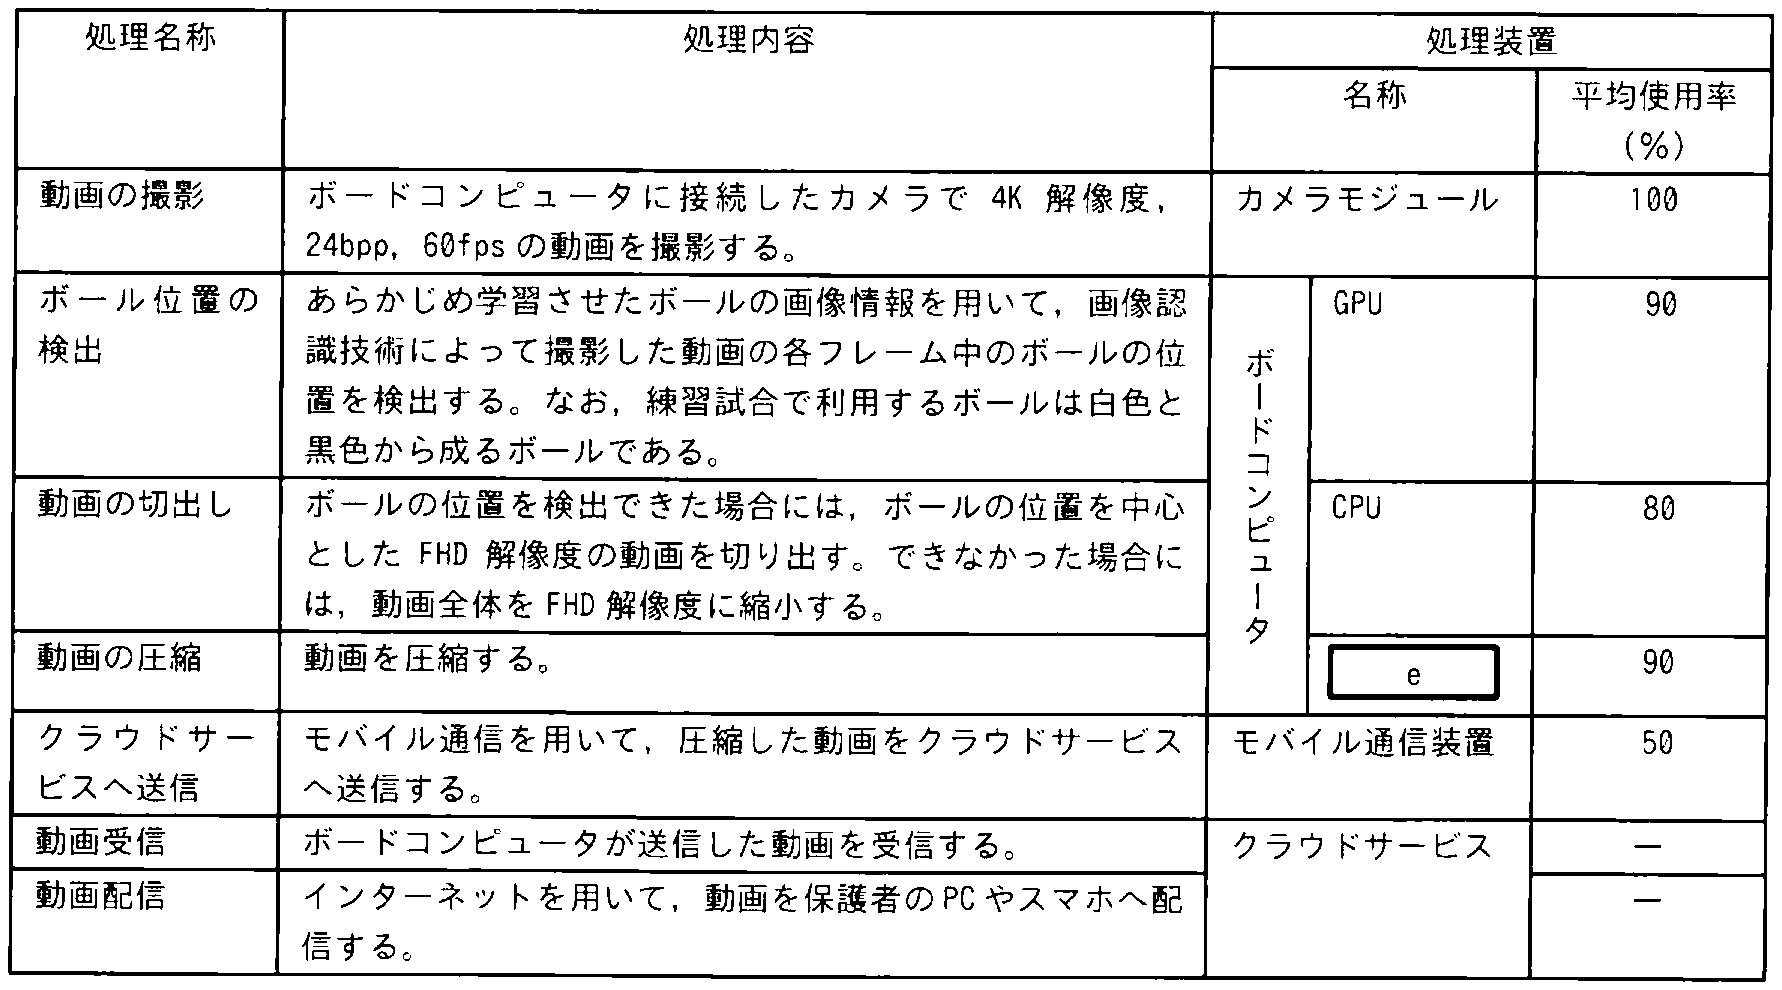 処理名称
処理内容
処理装置
名称
平均使用率
(%)
動画の撮影
ボードコンピュータに接続したカメラで 4K 解像度,
24bpp, 60fps の動画を撮影する。
カメラモジュール
100
ボール位置の
検出
あらかじめ学習させたボールの画像情報を用いて, 画像認
識技術によって撮影した動画の各フレーム中のボールの位
置を検出する。なお, 練習試合で利用するボールは白色と
黒色から成るボールである。
ボードコンピュータ
GPU
90
動画の切出し
ボールの位置を検出できた場合には, ボールの位置を中心
とした FHD 解像度の動画を切り出す。できなかった場合に
は, 動画全体を FHD 解像度に縮小する。
CPU
80
動画の圧縮
動画を圧縮する。
e
90
クラウドサー
ビスへ送信
モバイル通信を用いて, 圧縮した動画をクラウドサービス
へ送信する。
モバイル通信装置
50
動画受信
ボードコンピュータが送信した動画を受信する。
クラウドサービス
－
動画配信
インターネットを用いて, 動画を保護者の PC やスマホへ配
信する。
－